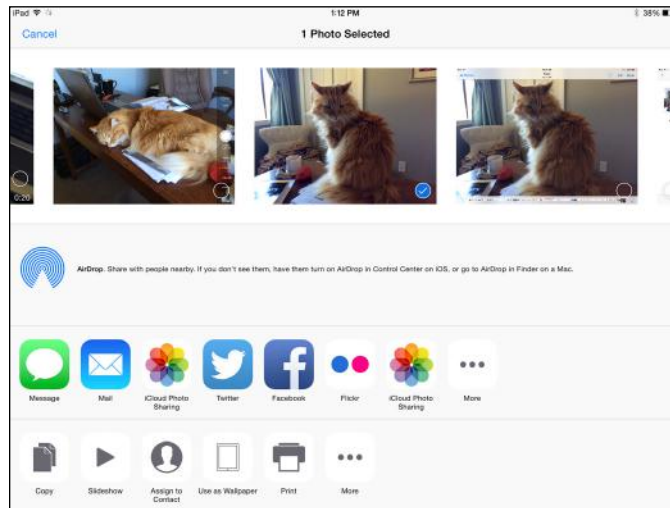 iPad
1:12 PM
38%
Cancel
1 Photo Selected
0:20
AirDrop. Share with people nearby. If you don't see them, have them turn on AirDrop in Control Center on iOS, or go to AirDrop in Finder on a Mac.
Message
Mail
iCloud Photo
Sharing
Twitter
Facebook
Flickr
iCloud Photo
Sharing
More
Copy
Slideshow
Assign to
Contact
Use as Wallpaper
Print
More